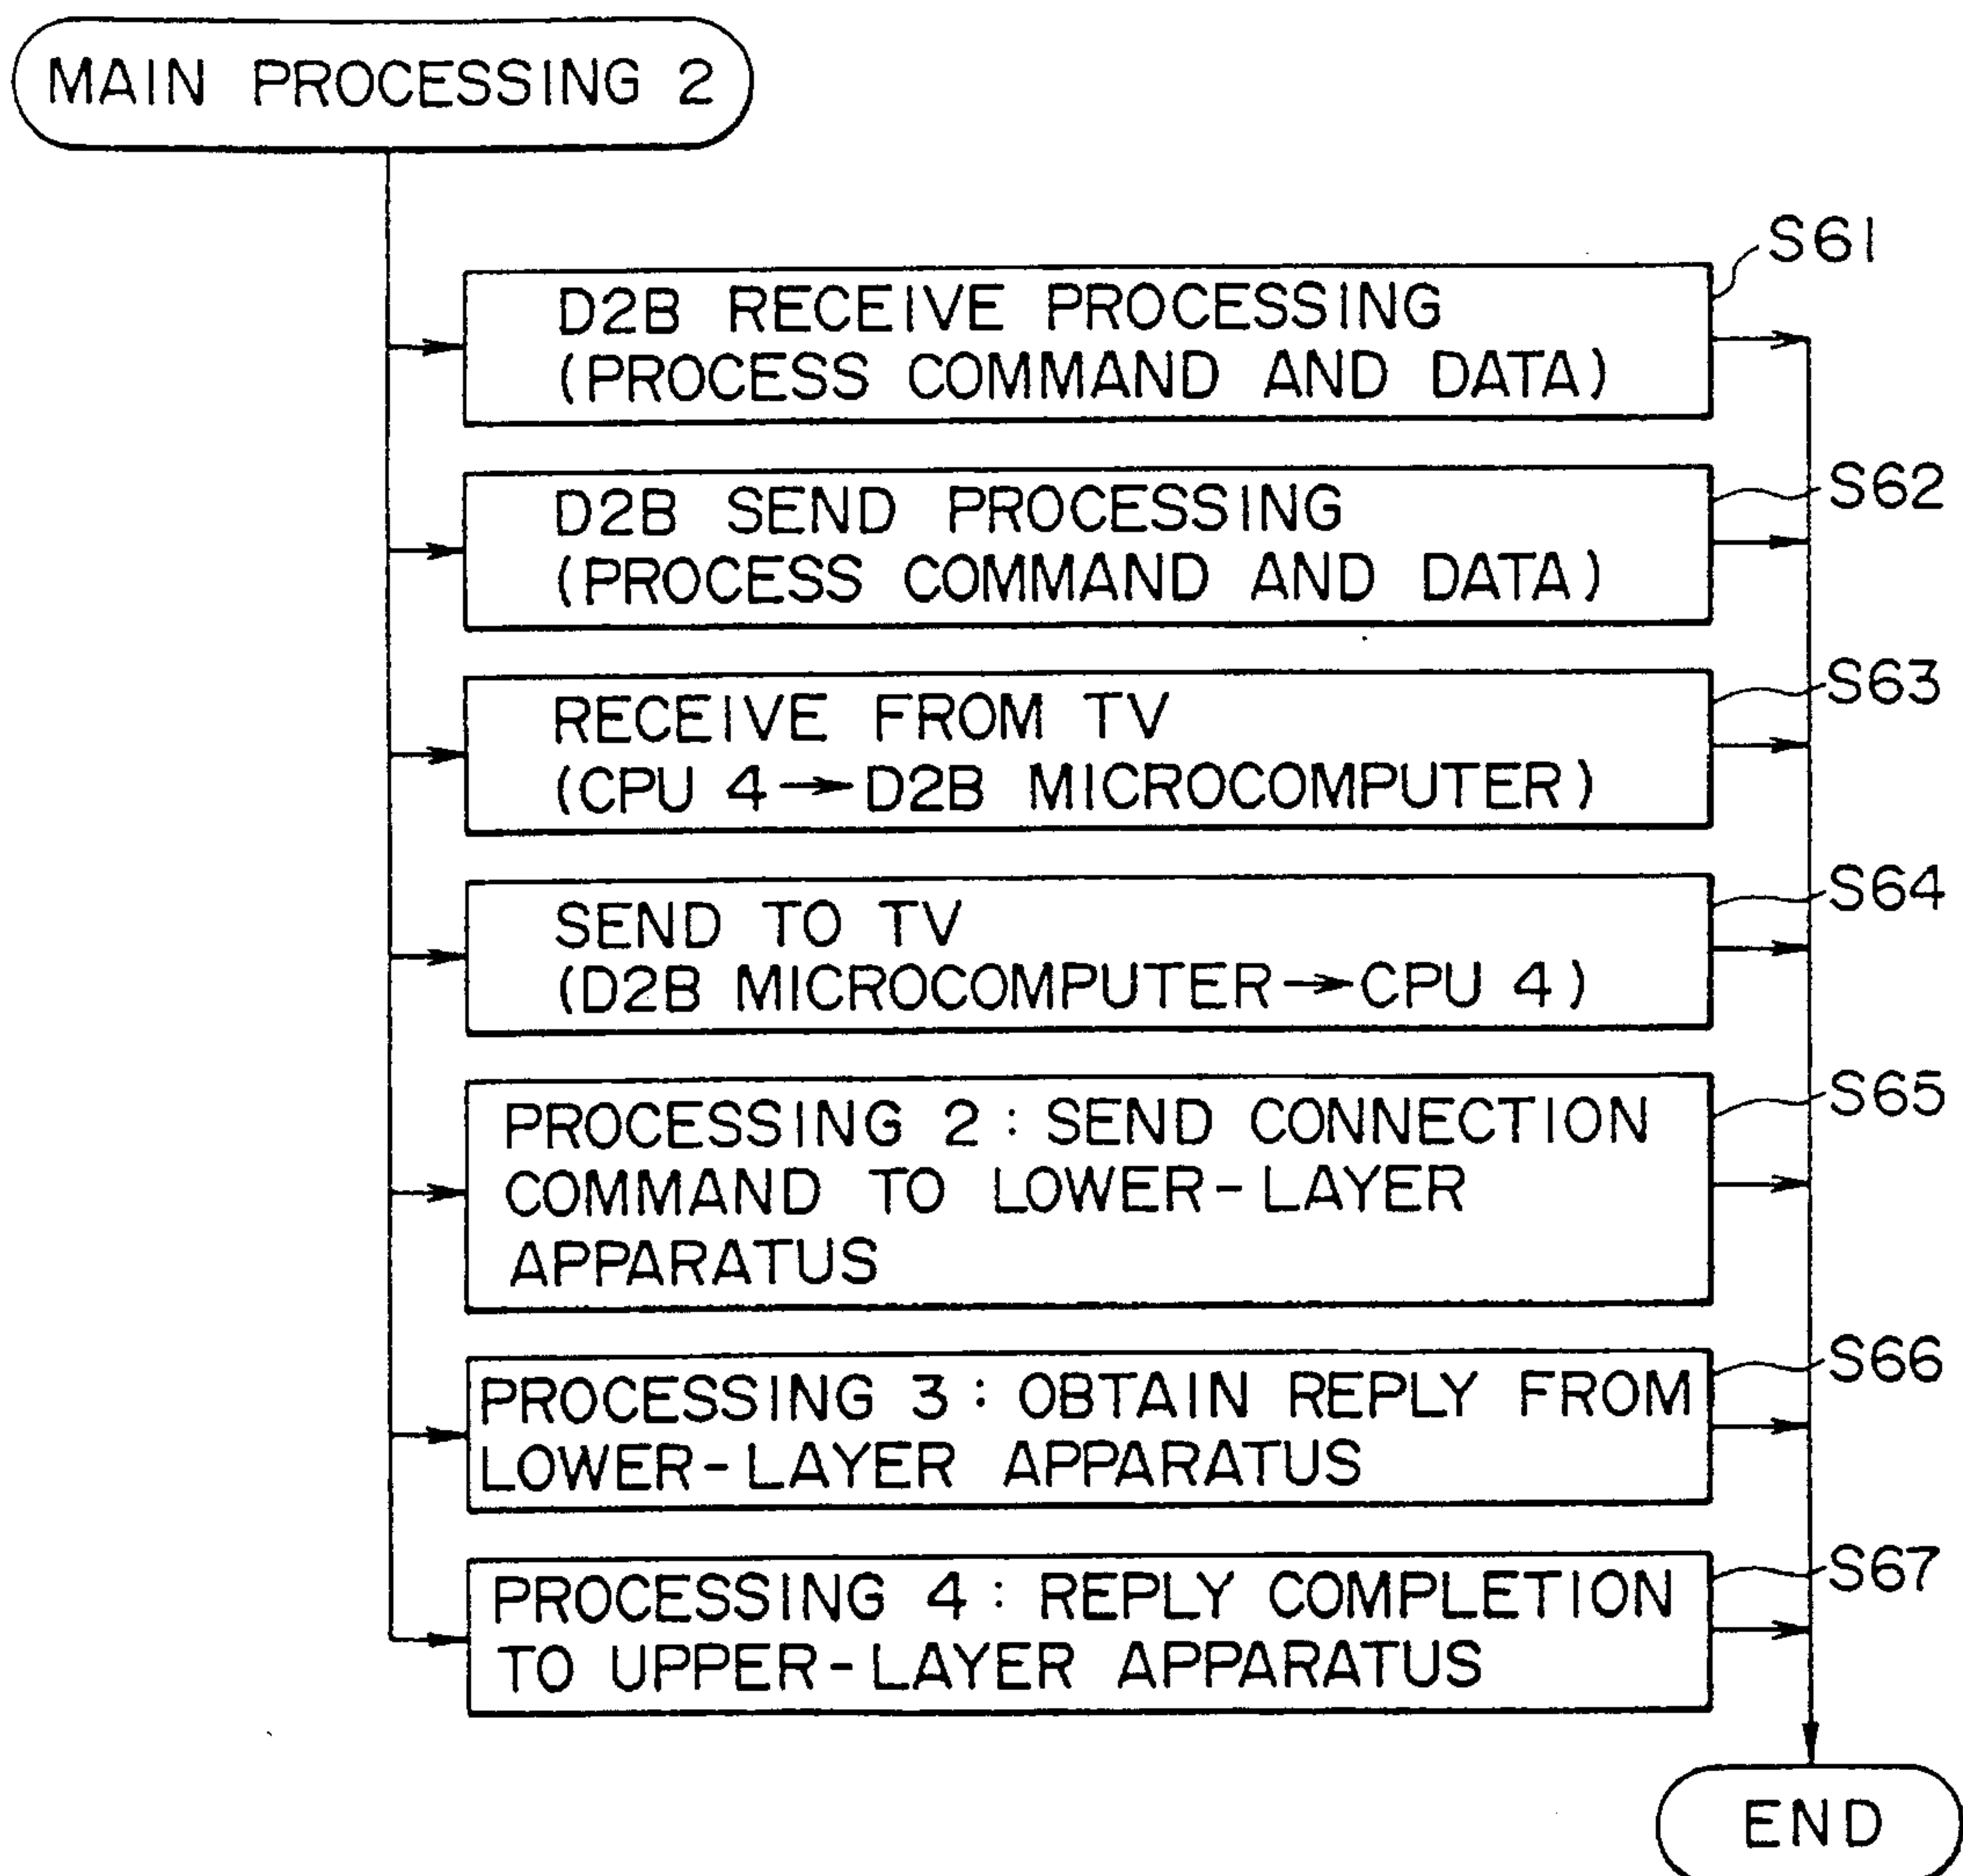 MAIN PROCESSING 2
S61
D2B RECEIVE PROCESSING
(PROCESS COMMAND AND DATA)
S62
D2B SEND PROCESSING
(PROCESS COMMAND AND DATA)
S63
RECEIVE FROM TV
(CPU 4→D2B MICROCOMPUTER)
S64
SEND TO TV
(D2B MICROCOMPUTER→CPU 4)
S65
PROCESSING 2: SEND CONNECTION
COMMAND TO LOWER-LAYER
APPARATUS
S66
PROCESSING 3: OBTAIN REPLY FROM
LOWER-LAYER APPARATUS
S67
PROCESSING 4: REPLY COMPLETION
TO UPPER-LAYER APPARATUS
END